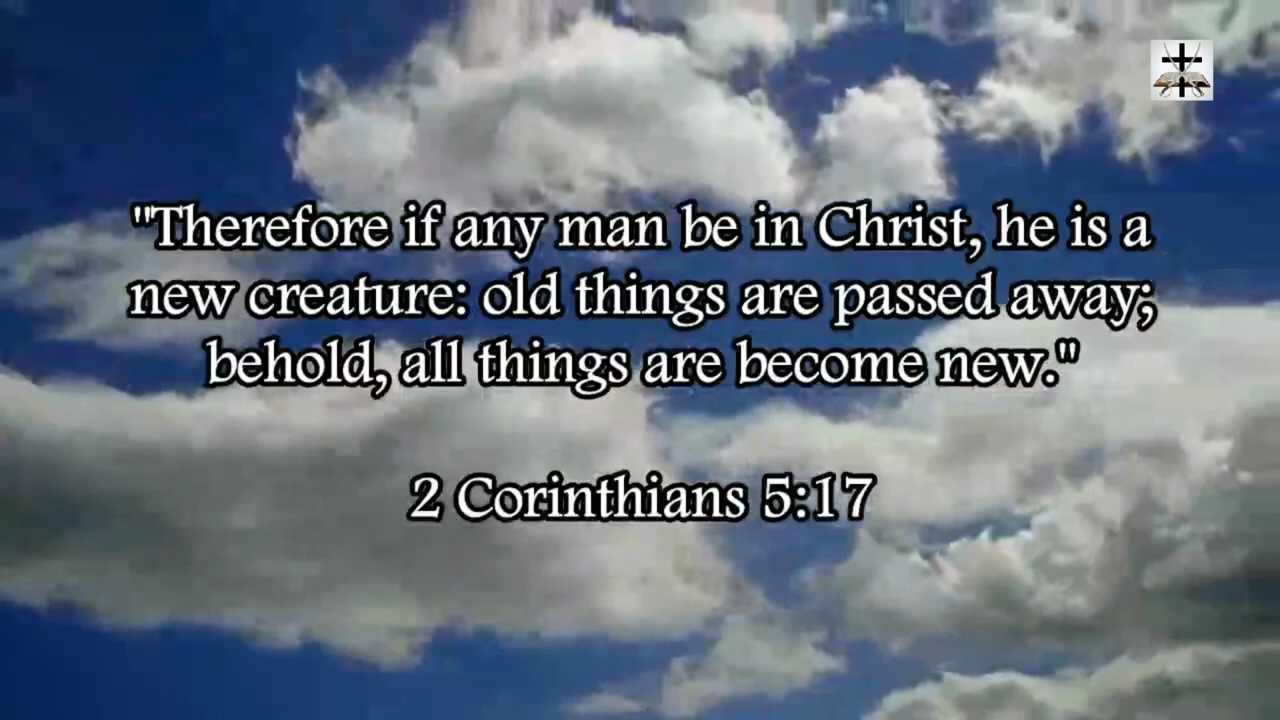 "Therefore if any man be in Christ, he is a
new creature: old things are passed away;
behold, all things are become new."
2 Corinthians 5:17